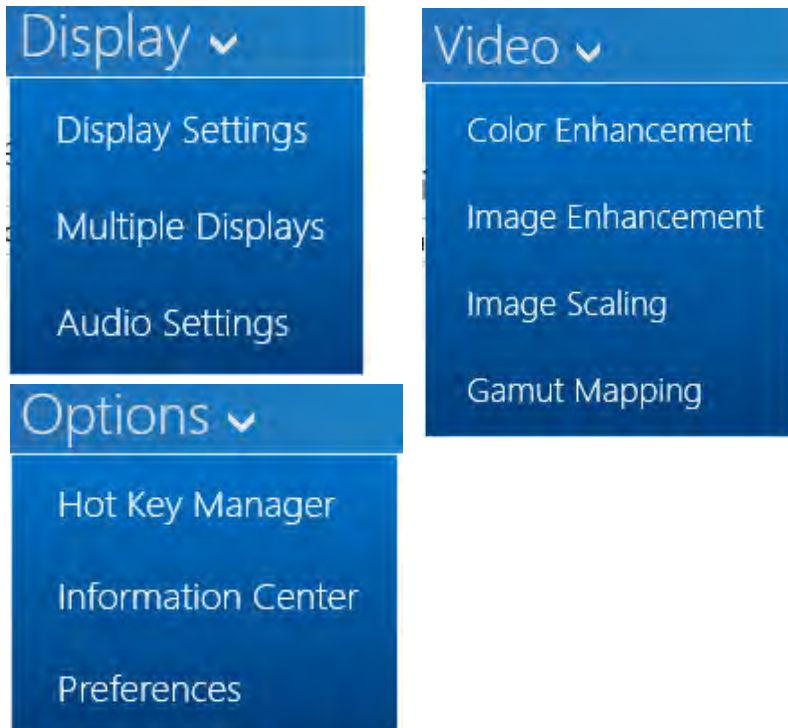 Display
Display Settings
Multiple Displays
Audio Settings
Video
Color Enhancement
Image Enhancement
Image Scaling
Gamut Mapping
Options
Hot Key Manager
Information Center
Preferences